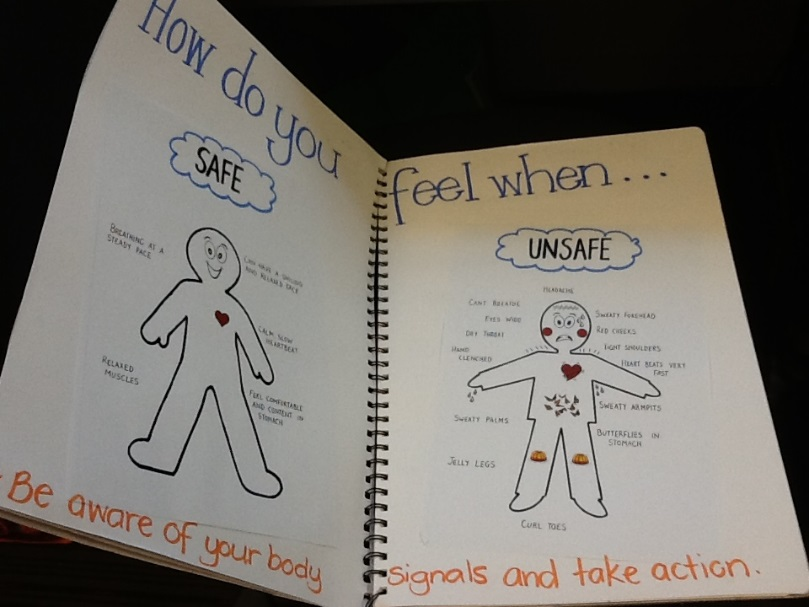 How do you
SAFE
BREATHING AT A
STEADY PACE
CAN HAVE A SMILING
AND RELAXED FACE
CALM, SLOW
HEARTBEAT
RELAXED
MUSCLES
FEEL COMFORTABLE
AND CONTENT IN
STOMACH
Be aware of your body
feel when...
UNSAFE
HEADACHE
CAN'T BREATHE
EYES WIDE
DRY THROAT
HAND
CLENCHED
SWEATY PALMS
JELLY LEGS
SWEATY FOREHEAD
RED CHEEKS
TIGHT SHOULDERS
HEART BEATS VERY
FAST
SWEATY ARMPITS
BUTTERFLIES IN
STOMACH
CURL TOES
signals and take action.